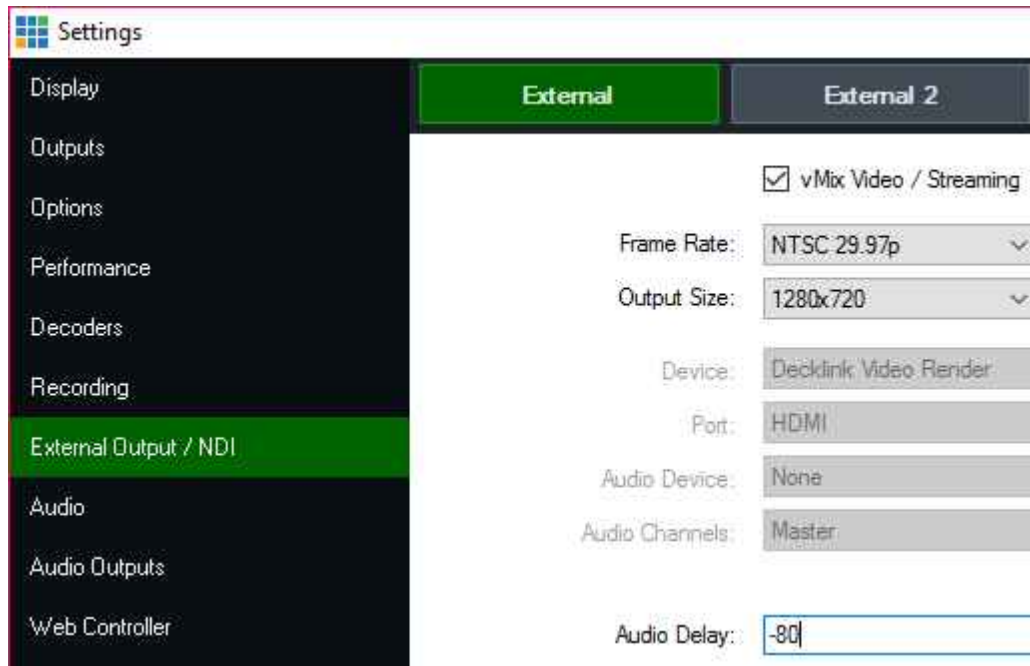 Settings
Display
Outputs
Options
Performance
Decoders
Recording
External Output / NDI
Audio
Audio Outputs
Web Controller
External
External 2
vMix Video / Streaming
Frame Rate: NTSC 29.97p
Output Size: 1280x720
Device: Decklink Video Render
Port: HDMI
Audio Device: None
Audio Channels: Master
Audio Delay: -80